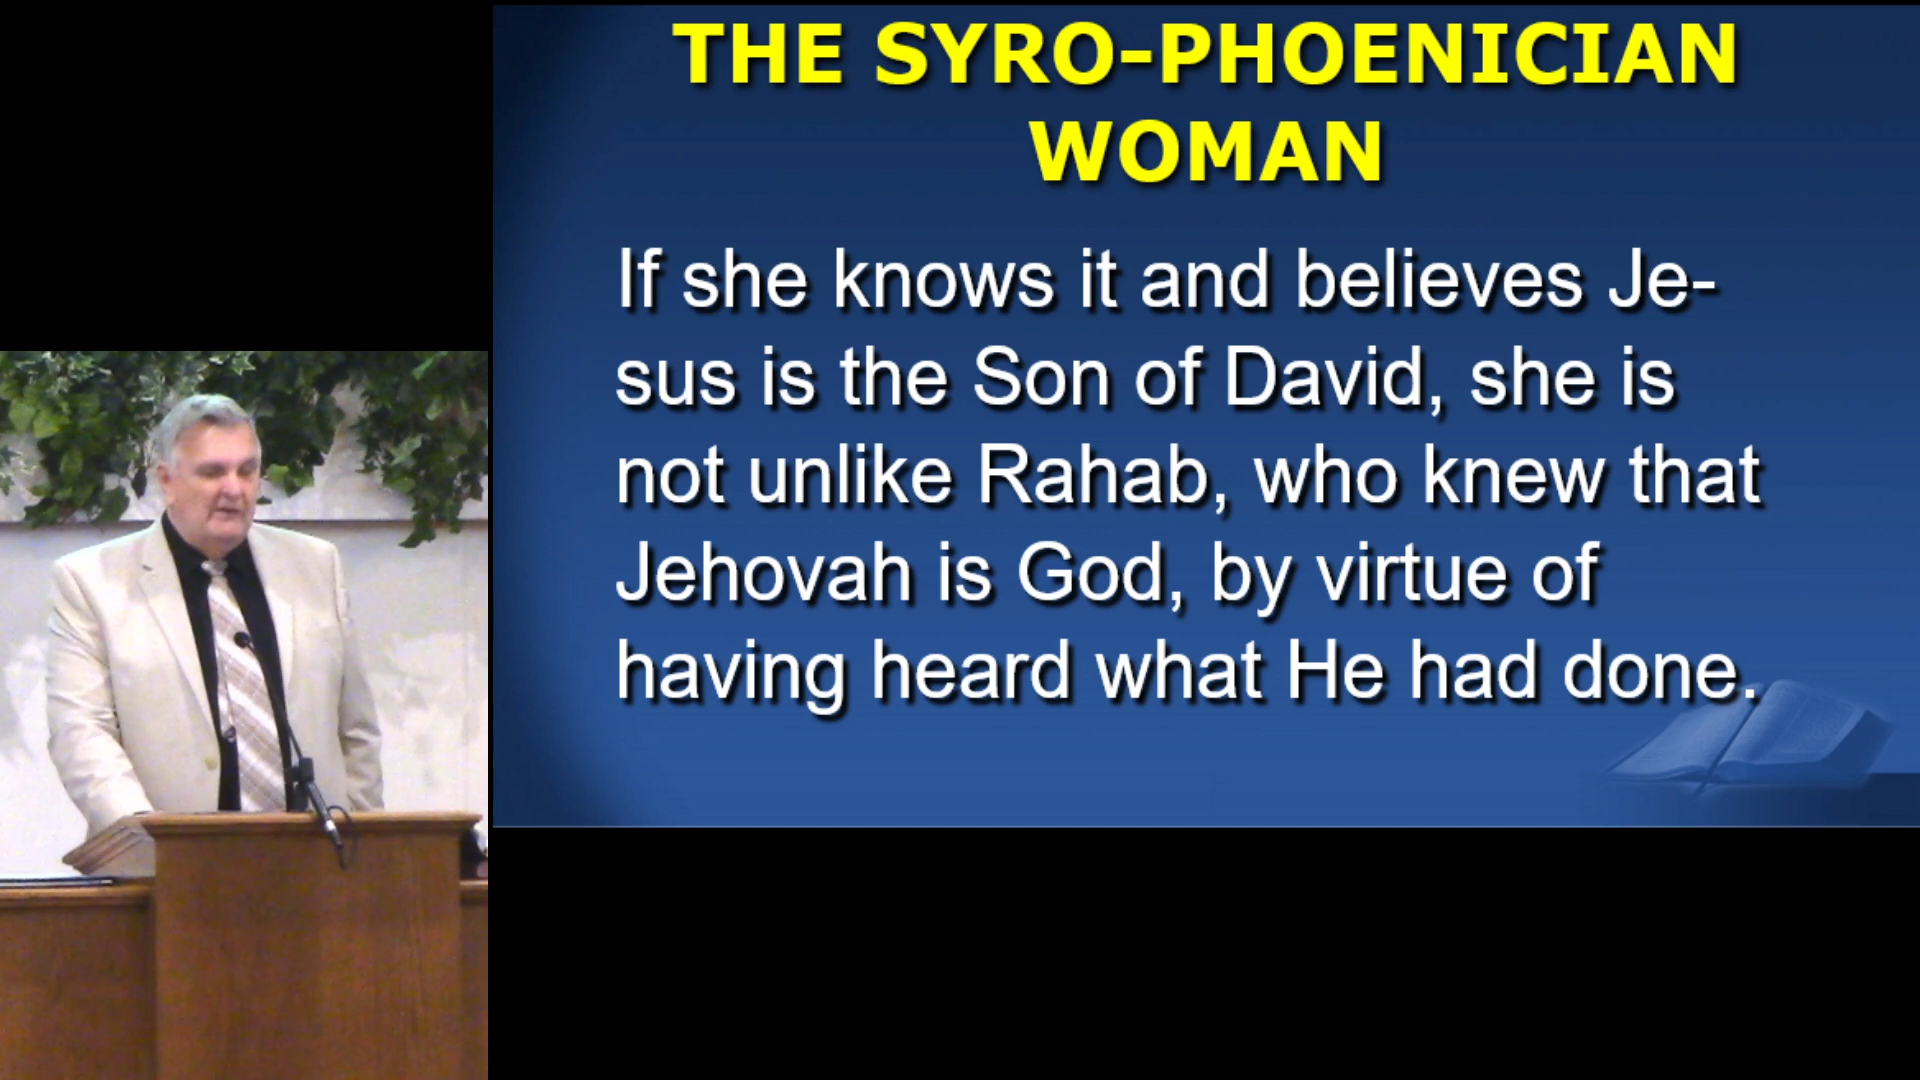 THE SYRO-PHOENICIAN
WOMAN
If she knows it and believes Je-
sus is the Son of David, she is
not unlike Rahab, who knew that
Jehovah is God, by virtue of
having heard what He had done.